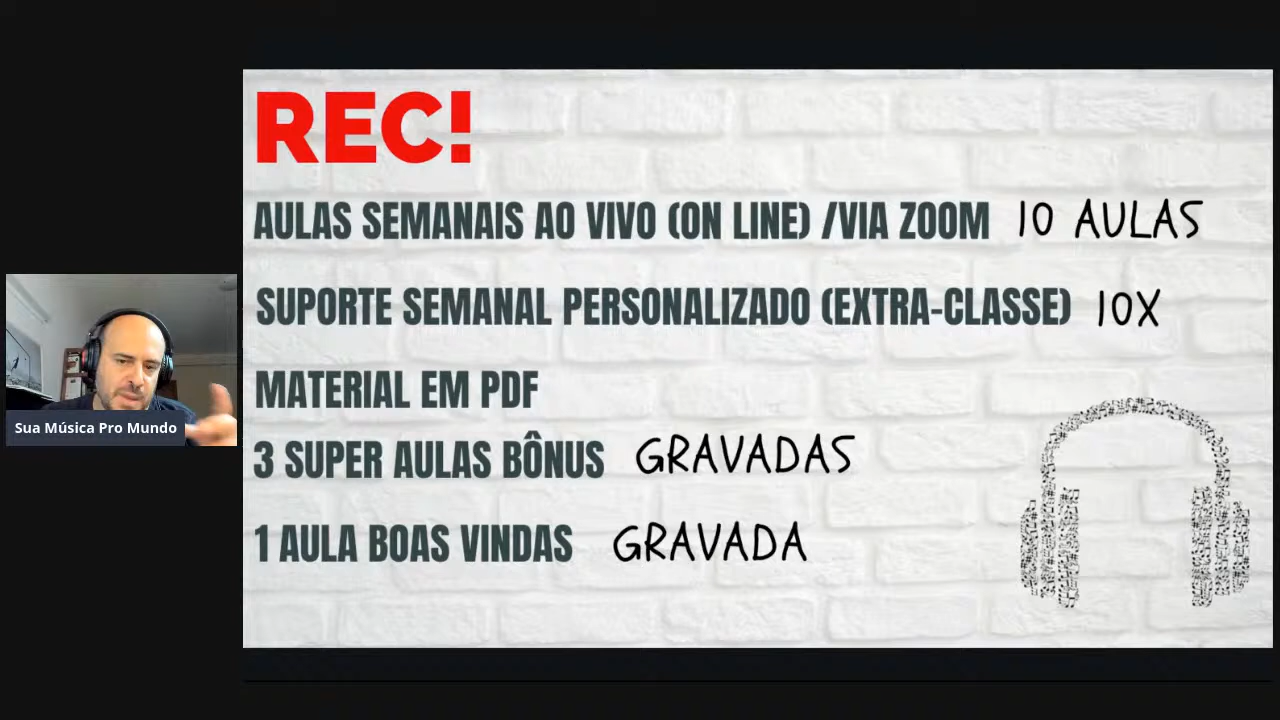 REC!
AULAS SEMANAIS AO VIVO (ON LINE) /VIA ZOOM 10 AULAS
SUPORTE SEMANAL PERSONALIZADO (EXTRA-CLASSE) 10X
MATERIAL EM PDF
3 SUPER AULAS BÔNUS GRAVADAS
1 AULA BOAS VINDAS GRAVADA
Sua Música Pro Mundo